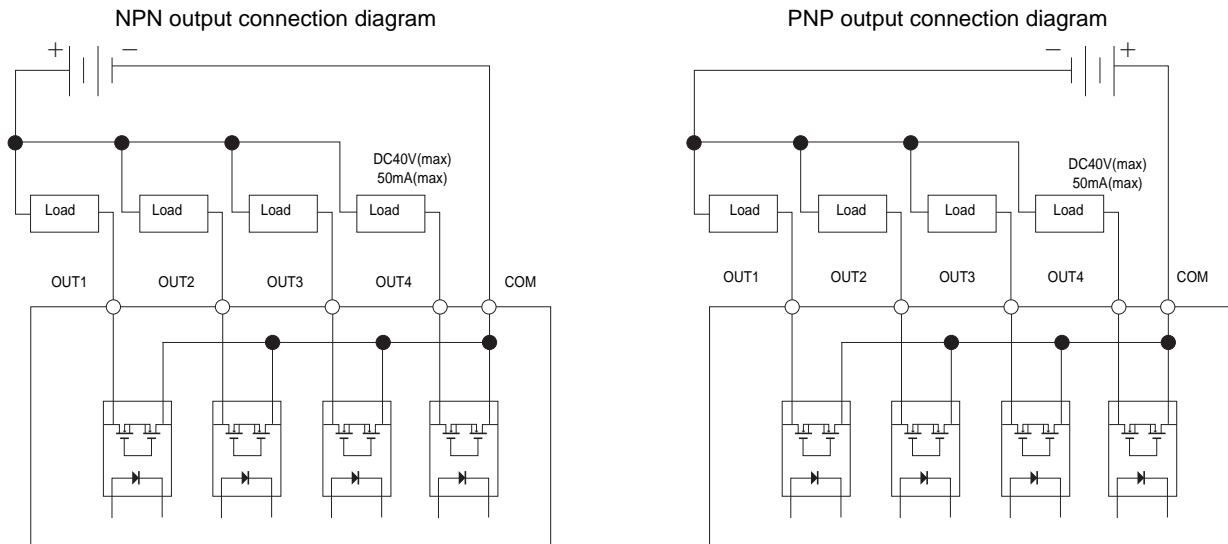 NPN output connection diagram
PNP output connection diagram
+ −
− +
DC40V(max)
50mA(max)
DC40V(max)
50mA(max)
Load Load Load Load
Load Load Load Load
OUT1 OUT2 OUT3 OUT4 COM
OUT1 OUT2 OUT3 OUT4 COM